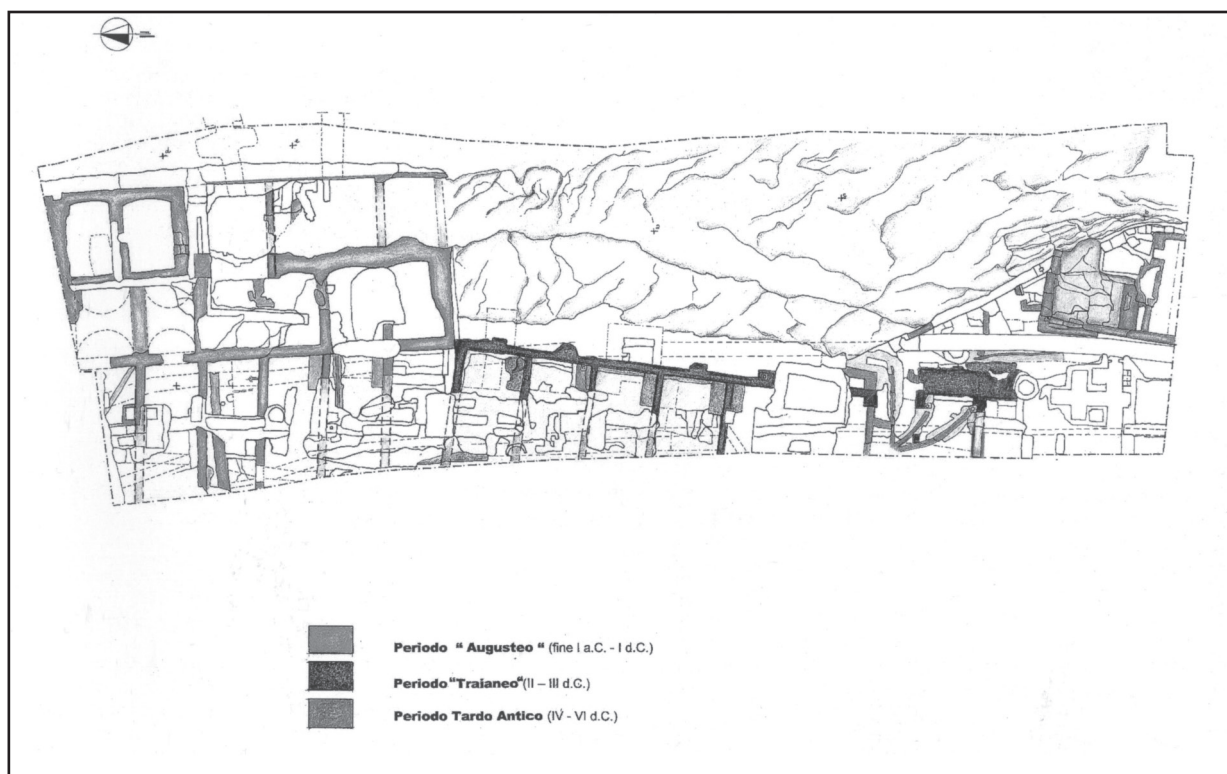 Periodo " Augusteo " (fine I a.C. - I d.C.)
Periodo "Traianeo" (II – III d.C.)
Periodo Tardo Antico (IV - VI d.C.)